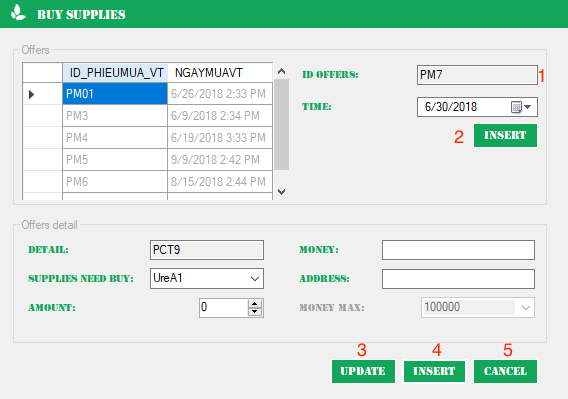 BUY SUPPLIES
Offers
ID_PHIEUMUA_VT NGAYMUAVT
PM01 6/26/2018 2:33 PM
PM3 6/9/2018 2:34 PM
PM4 6/19/2018 3:33 PM
PM5 9/9/2018 2:42 PM
PM6 8/15/2018 2:44 PM
ID OFFERS: PM7 1
TIME: 6/30/2018
2 INSERT
Offers detail
DETAIL: PCT9
SUPPLIES NEED BUY: UreA1
AMOUNT: 0
MONEY:
ADDRESS:
MONEY MAX: 100000
3 4 5
UPDATE INSERT CANCEL